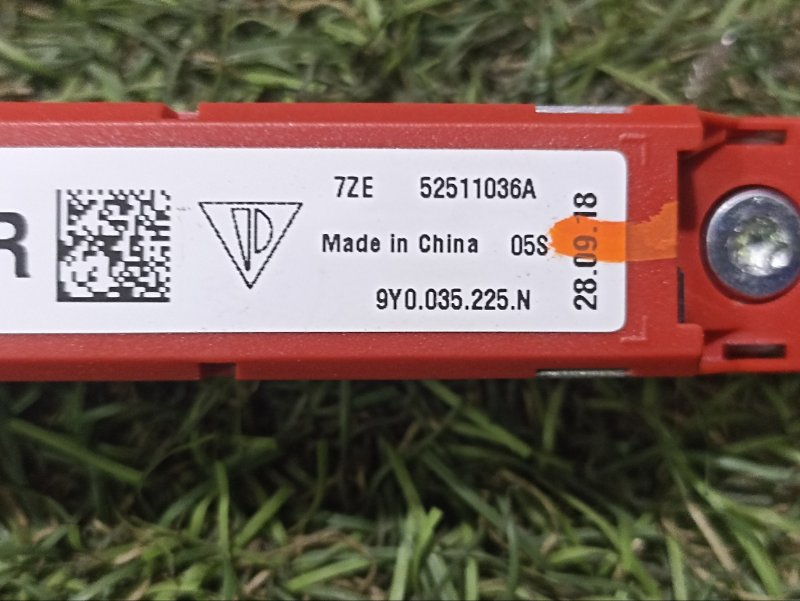 R
7ZE 52511036A
Made in China 05S
9Y0.035.225.N
28.09.18